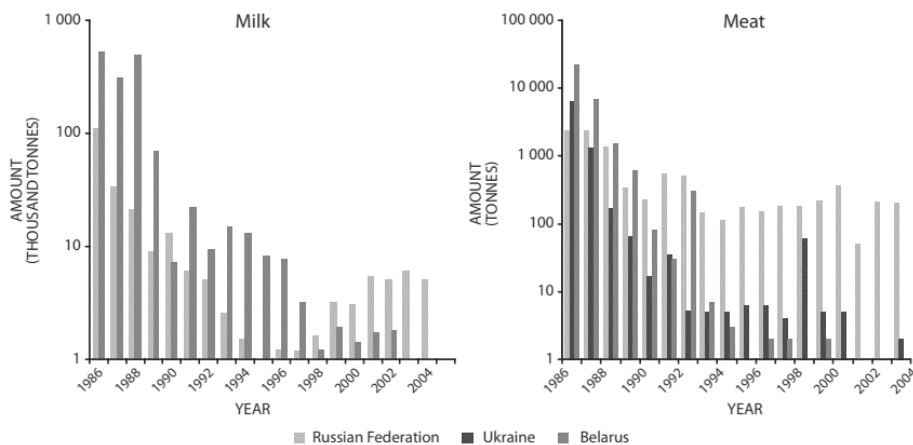 Milk
1 000
100
10
1
AMOUNT
(THOUSAND TONNES)
1986
1988
1990
1992
1994
1996
1998
2000
2002
2004
YEAR
Meat
100 000
10 000
1 000
100
10
1
AMOUNT
(TONNES)
1986
1988
1990
1992
1994
1996
1998
2000
2002
2004
YEAR
Russian Federation
Ukraine
Belarus